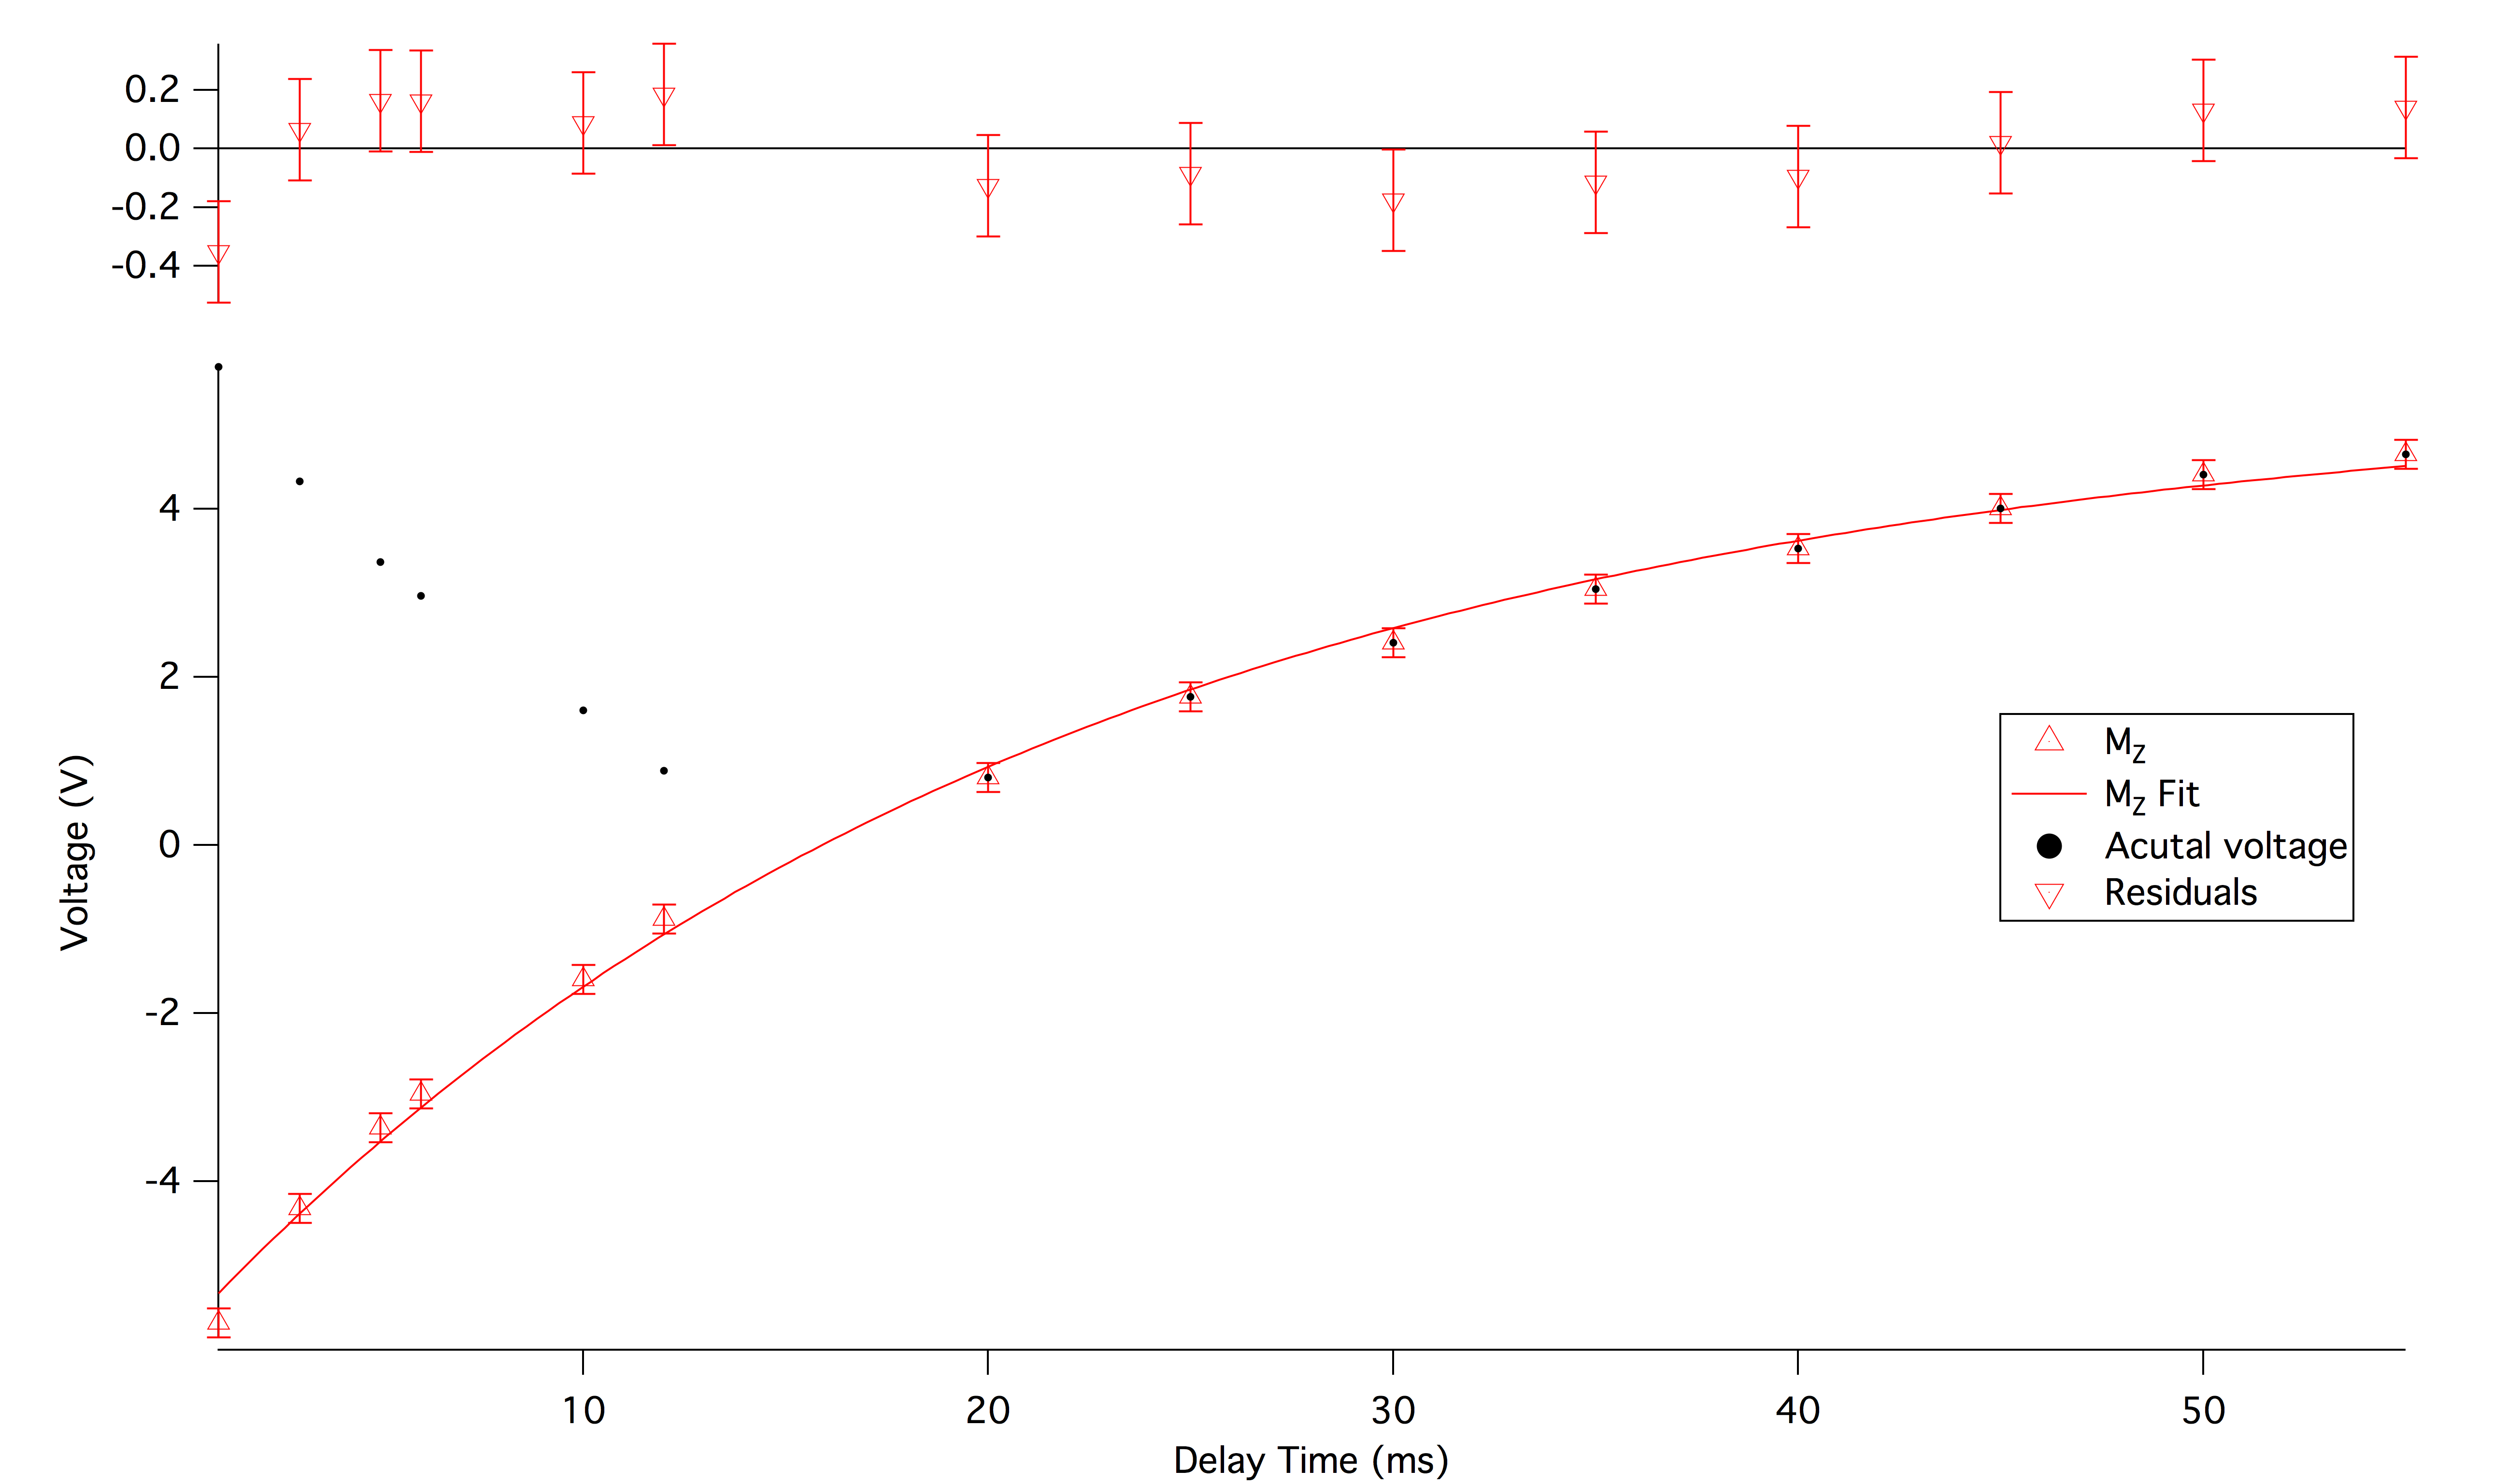 0.2
0.0
-0.2
-0.4
4
2
0
-2
-4
Voltage (V)
MZ
MZ Fit
Acutal voltage
Residuals
10 20 30 40 50
Delay Time (ms)